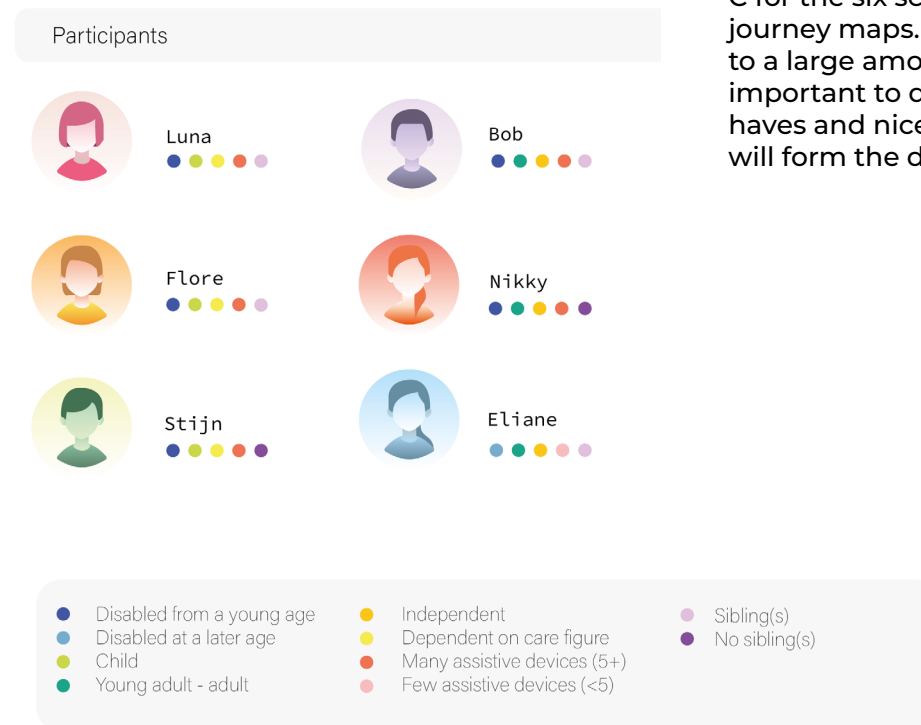 Participants
Luna
Bob
Flore
Nikky
Stijn
Eliane
Disabled from a young age
Disabled at a later age
Child
Young adult - adult
Independent
Dependent on care figure
Many assistive devices (5+)
Few assistive devices (<5)
Sibling(s)
No sibling(s)
journey maps.
to a large
important to
haves and
will form the